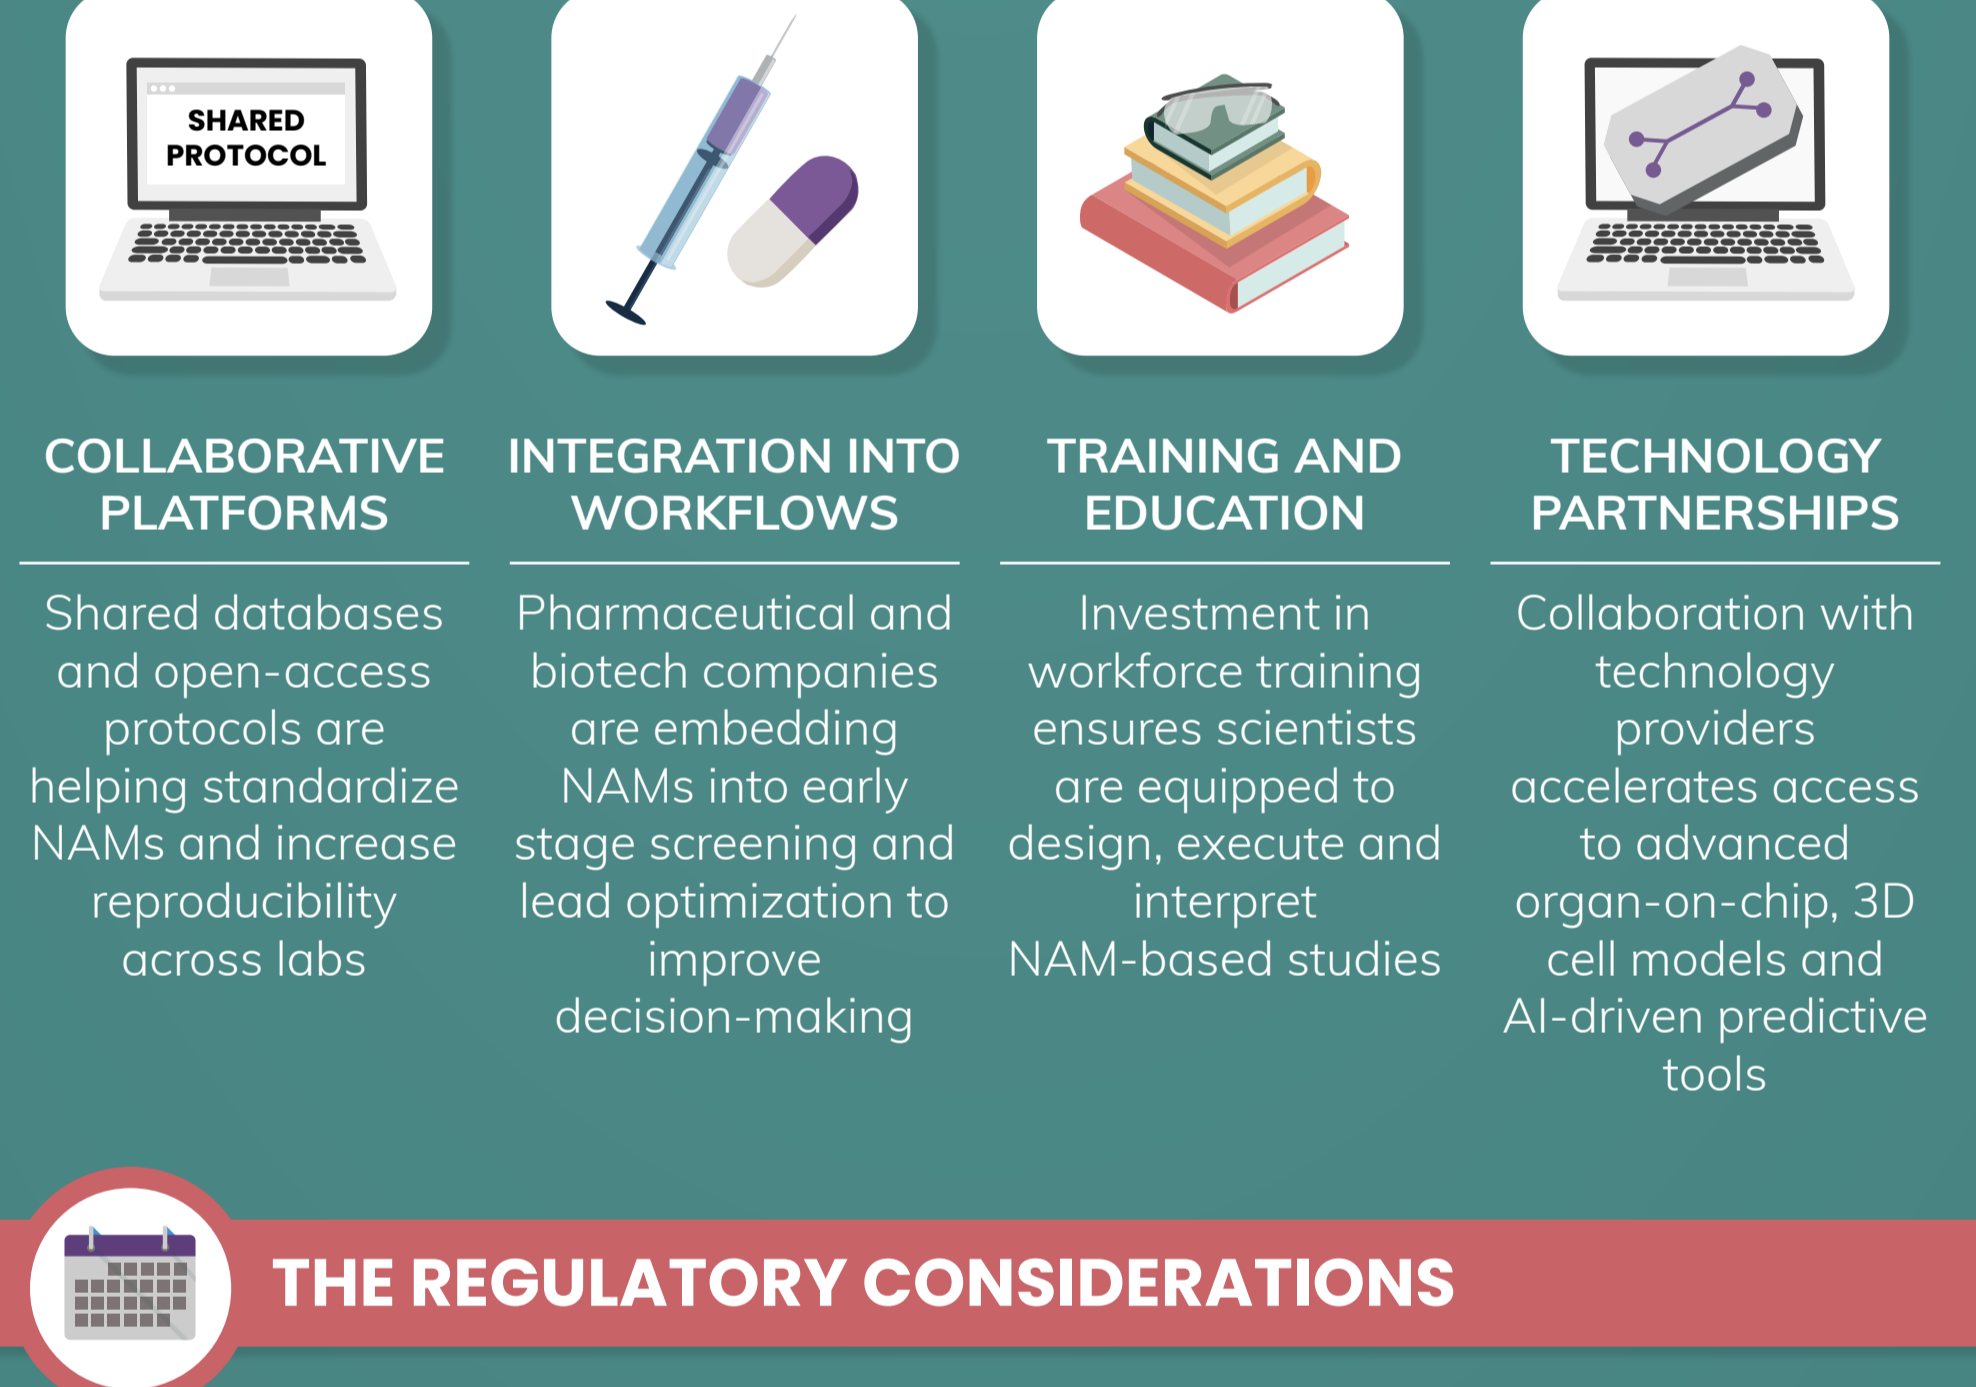 SHARED
PROTOCOL
COLLABORATIVE
PLATFORMS
Shared databases
and open-access
protocols are
helping standardize
NAMs and increase
reproducibility
across labs
INTEGRATION INTO
WORKFLOWS
Pharmaceutical and
biotech companies
are embedding
NAMs into early
stage screening and
lead optimization to
improve
decision-making
TRAINING AND
EDUCATION
Investment in
workforce training
ensures scientists
are equipped to
design, execute and
interpret
NAM-based studies
TECHNOLOGY
PARTNERSHIPS
Collaboration with
technology
providers
accelerates access
to advanced
organ-on-chip, 3D
cell models and
AI-driven predictive
tools
THE REGULATORY CONSIDERATIONS